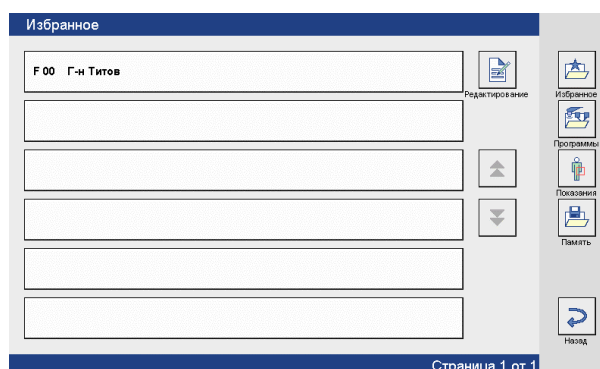 Избранное
F 00 Г-н Титов
Редактирование
Избранное
Программы
Показания
Память
Назад
Страница 1 от 1